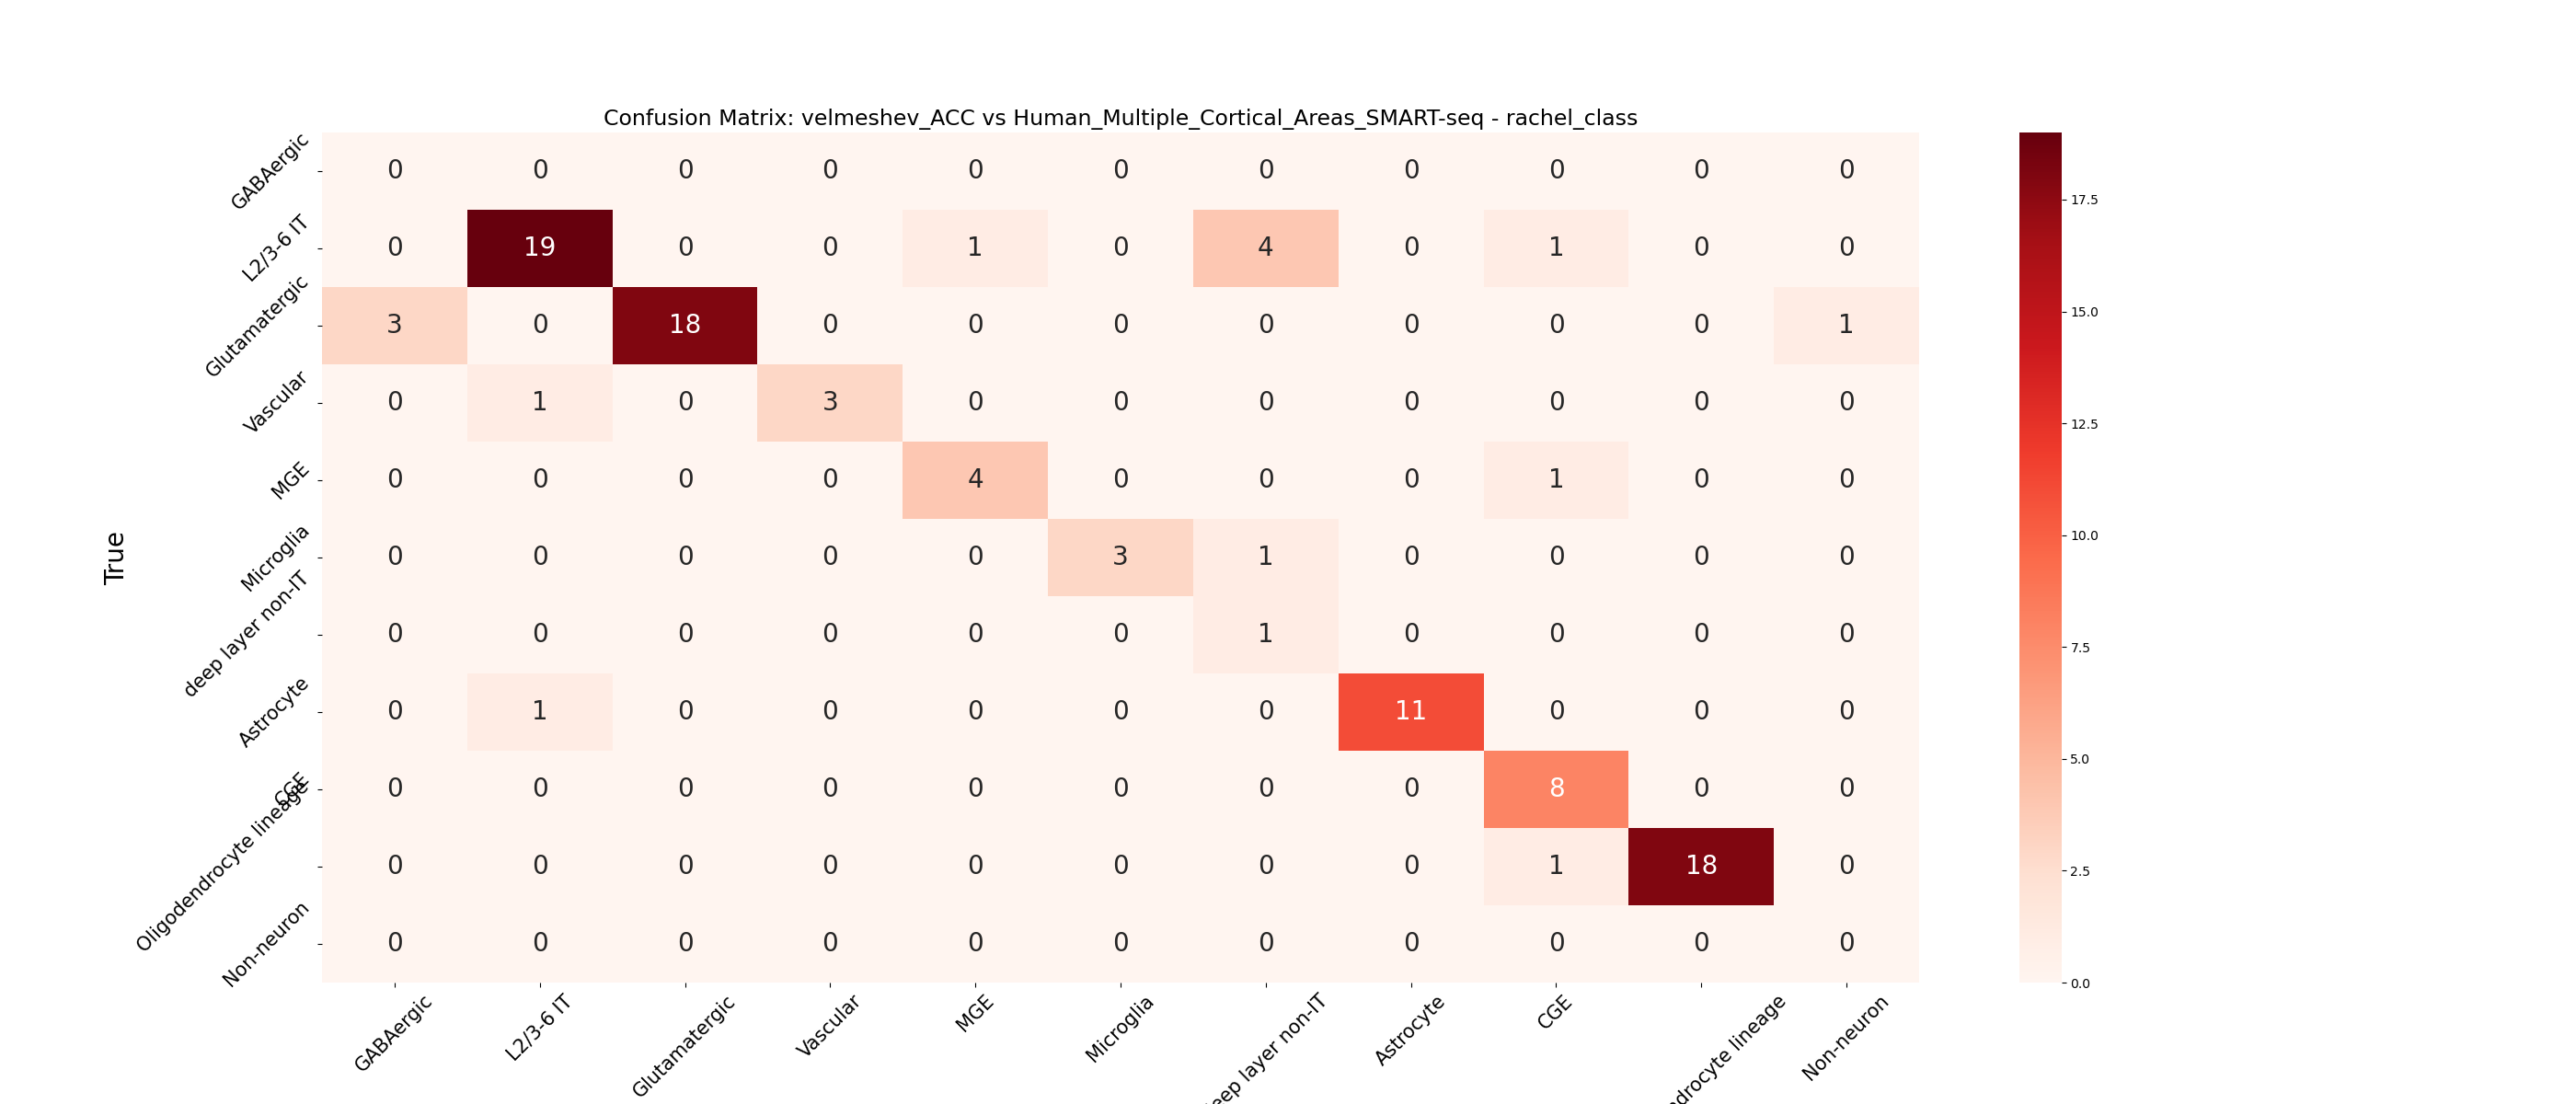 Confusion Matrix: velmeshev_ACC vs Human_Multiple_Cortical_Areas_SMART-seq - rachel_class
True
GABAergic 0 0 0 0 0 0 0 0 0 0 0
L2/3-6 IT 0 19 0 0 1 0 4 0 1 0 0
Glutamatergic 3 0 18 0 0 0 0 0 0 0 1
Vascular 0 1 0 3 0 0 0 0 0 0 0
MGE 0 0 0 0 4 0 0 0 1 0 0
Microglia 0 0 0 0 0 3 1 0 0 0 0
deep layer non-IT 0 0 0 0 0 0 1 0 0 0 0
Astrocyte 0 1 0 0 0 0 0 11 0 0 0
CGE 0 0 0 0 0 0 0 0 8 0 0
Oligodendrocyte lineage 0 0 0 0 0 0 0 0 1 18 0
Non-neuron 0 0 0 0 0 0 0 0 0 0 0
GABAergic L2/3-6 IT Glutamatergic Vascular MGE Microglia layer non-IT Astrocyte CGE lineage Non-neuron
17.5
15.0
12.5
10.0
7.5
5.0
2.5
0.0